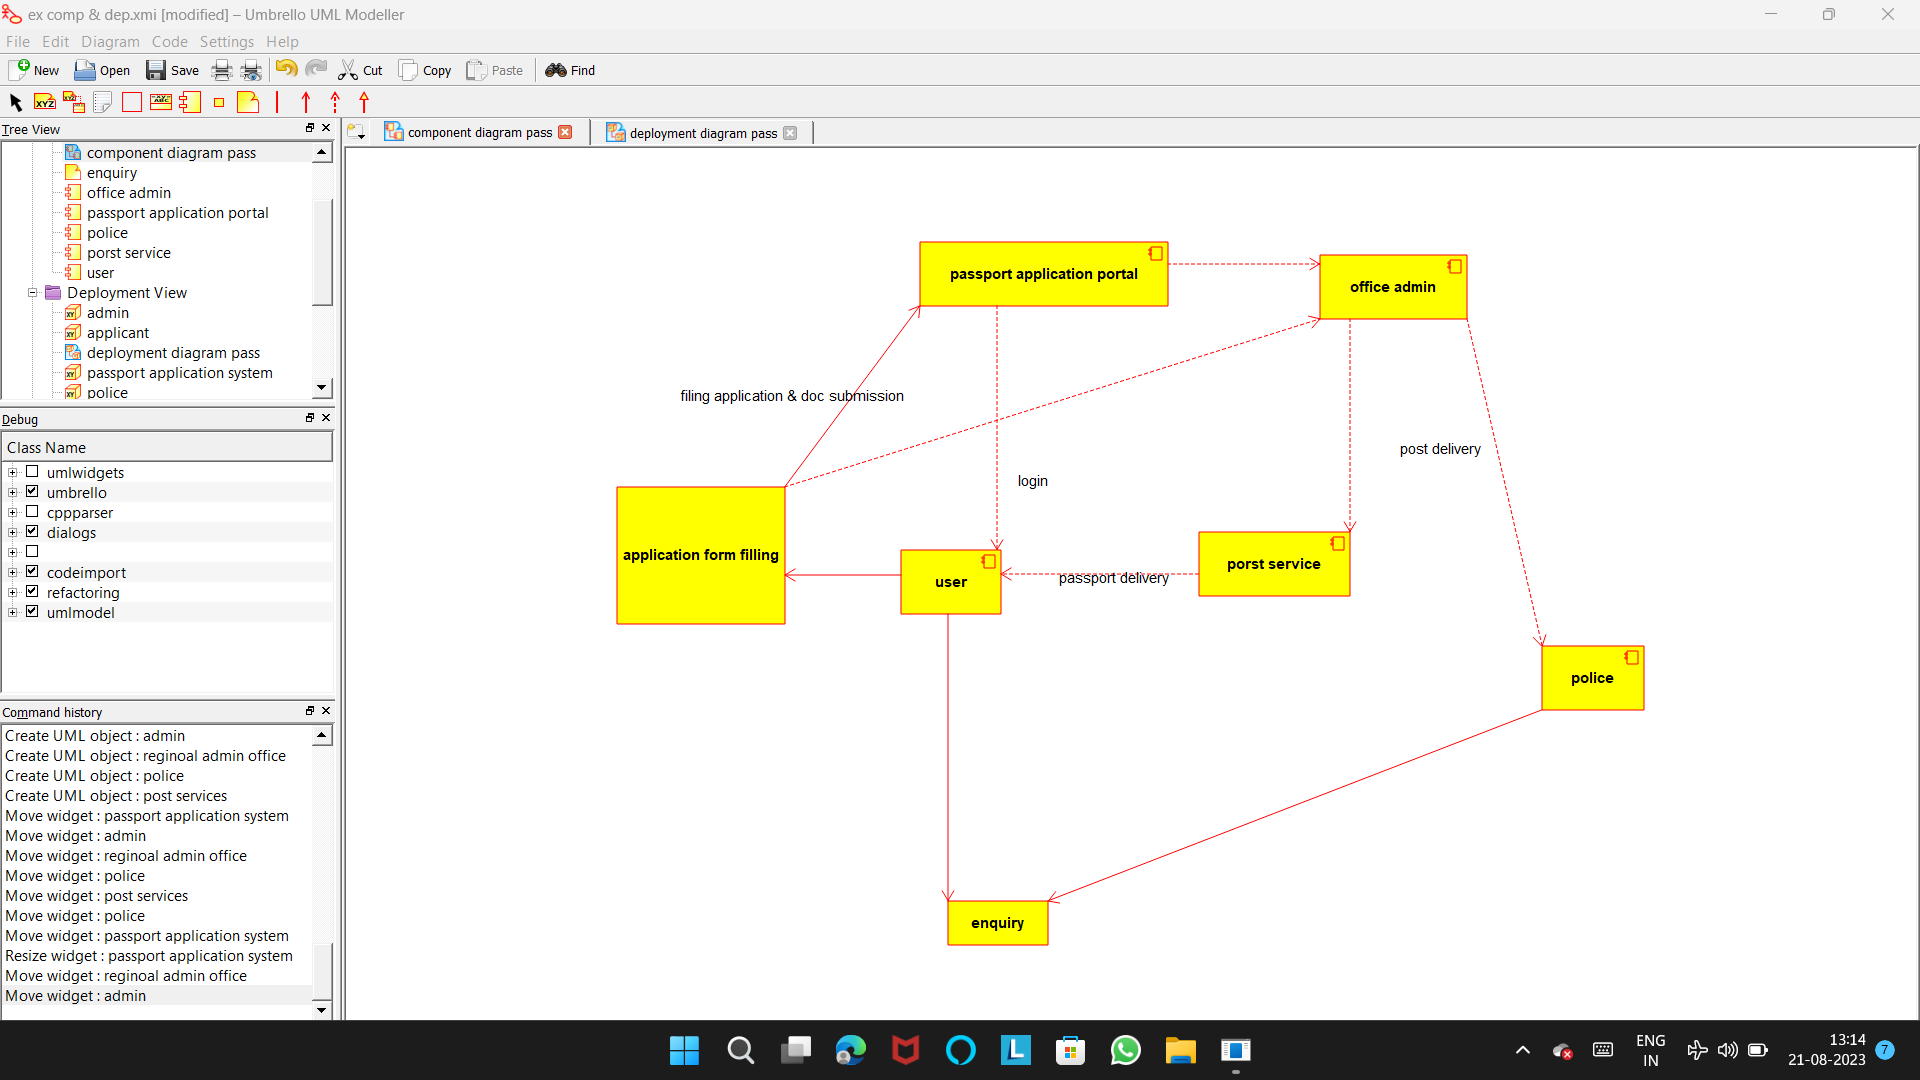 ex comp & dep.xmi [modified] – Umbrello UML Modeller
File Edit Diagram Code Settings Help
New Open Save Cut Copy Paste Find
XYZ XYZ ABC
Tree View
component diagram pass
enquiry
office admin
passport application portal
police
porst service
user
Deployment View
admin
applicant
deployment diagram pass
passport application system
police
Debug
Class Name
umlwidgets
umbrello
cppparser
dialogs
codeimport
refactoring
umlmodel
Command history
Create UML object : admin
Create UML object : reginoal admin office
Create UML object : police
Create UML object : post services
Move widget : passport application system
Move widget : admin
Move widget : reginoal admin office
Move widget : police
Move widget : post services
Move widget : police
Move widget : passport application system
Resize widget : passport application system
Move widget : reginoal admin office
Move widget : admin
component diagram pass deployment diagram pass
passport application portal
office admin
filing application & doc submission
post delivery
login
application form filling
user
passport delivery
porst service
police
enquiry
L
ENG
IN
13:14
21-08-2023
7